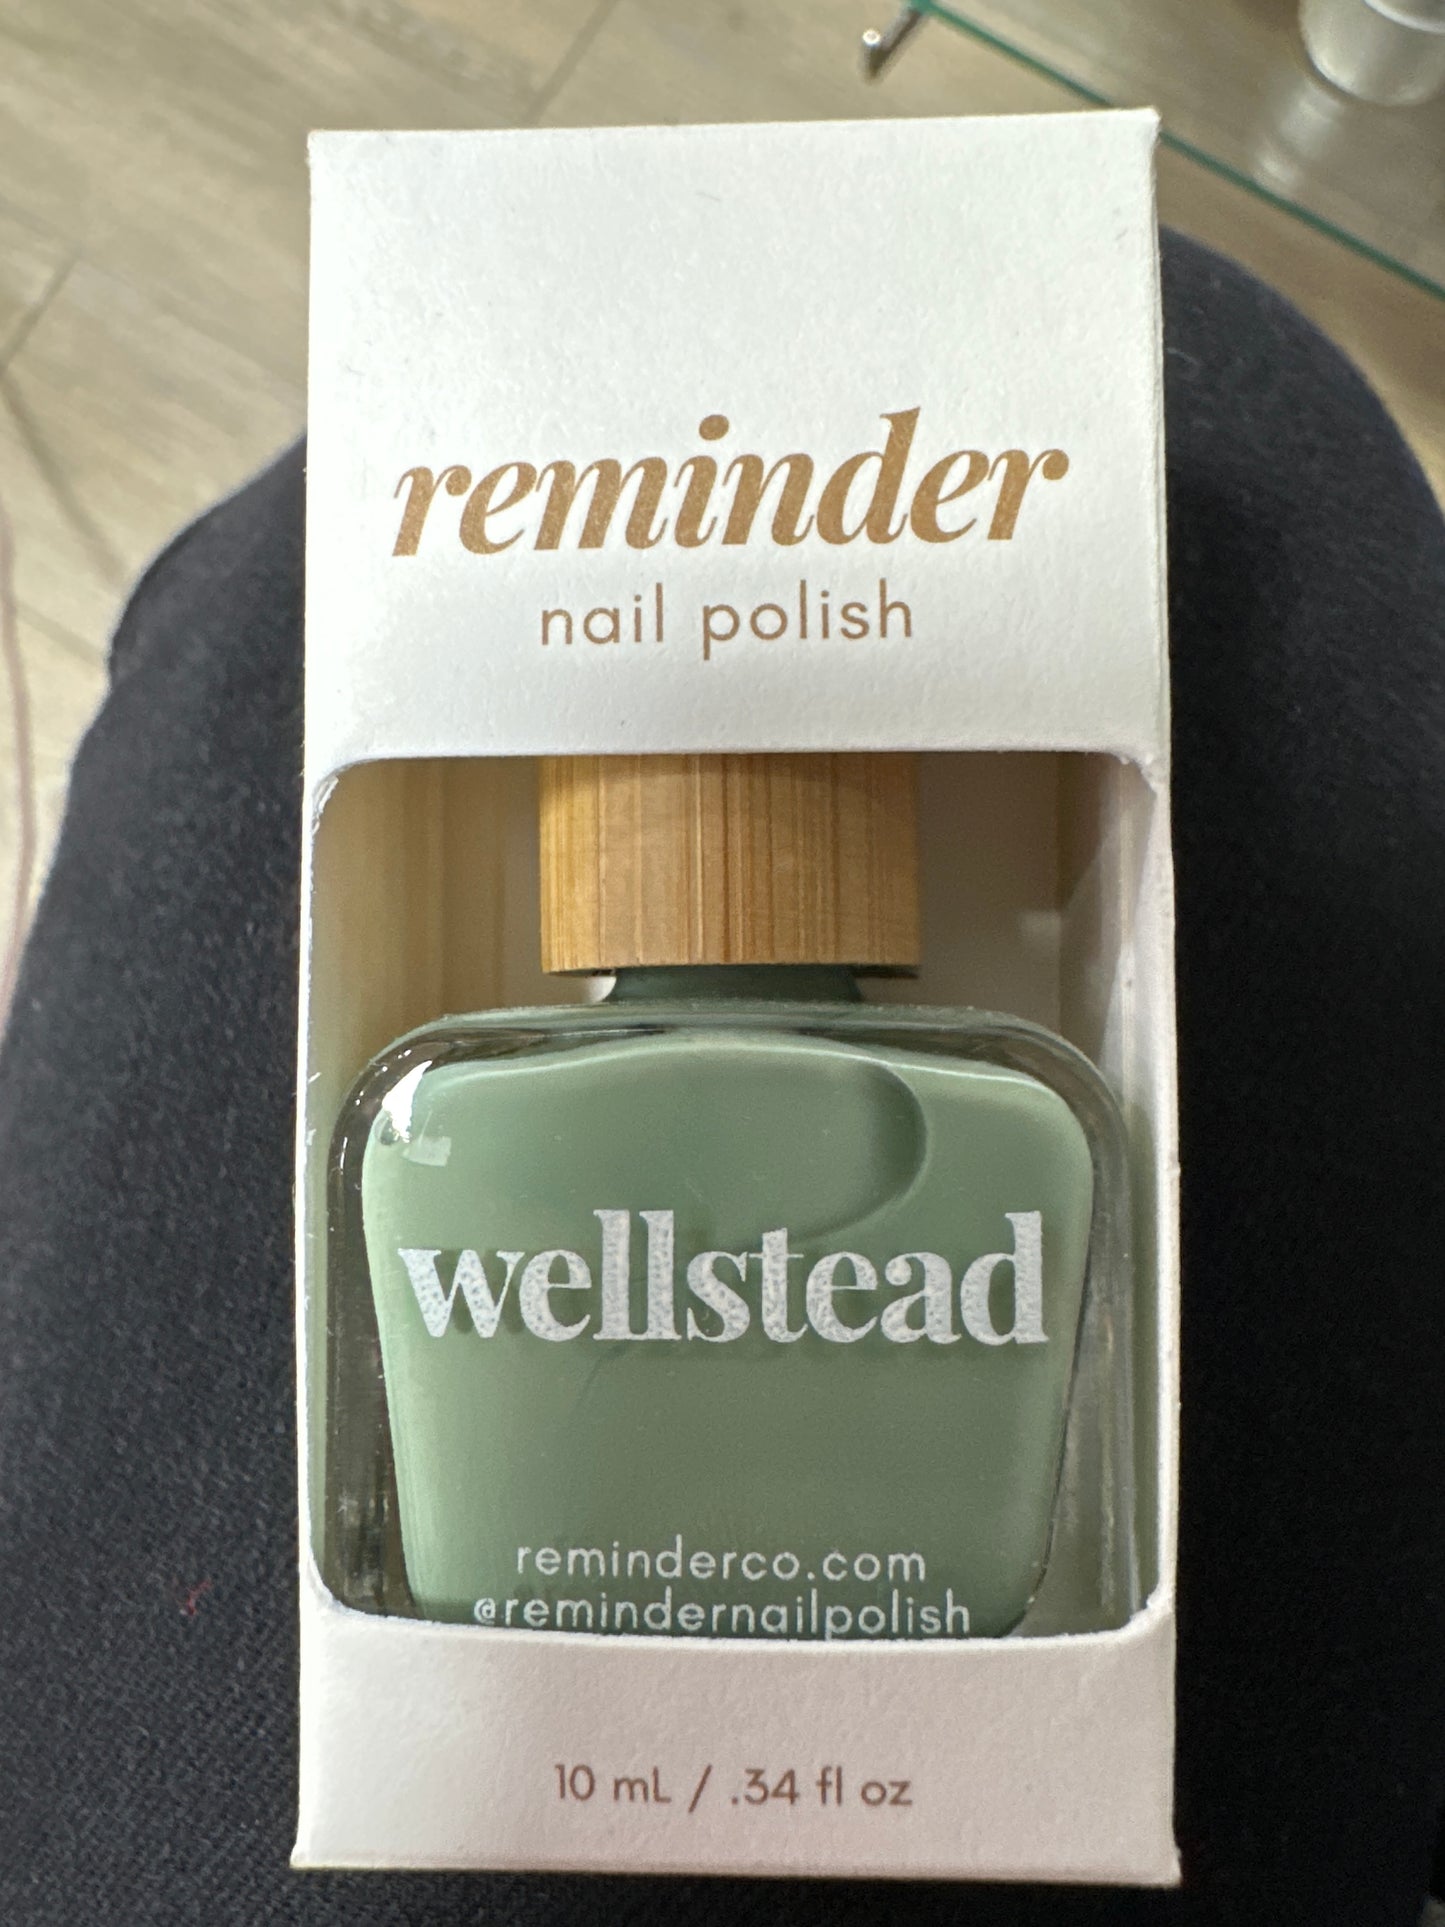 reminder
nail polish
wellstead
reminderco.com
@remindernailpolish
10 mL / .34 fl oz